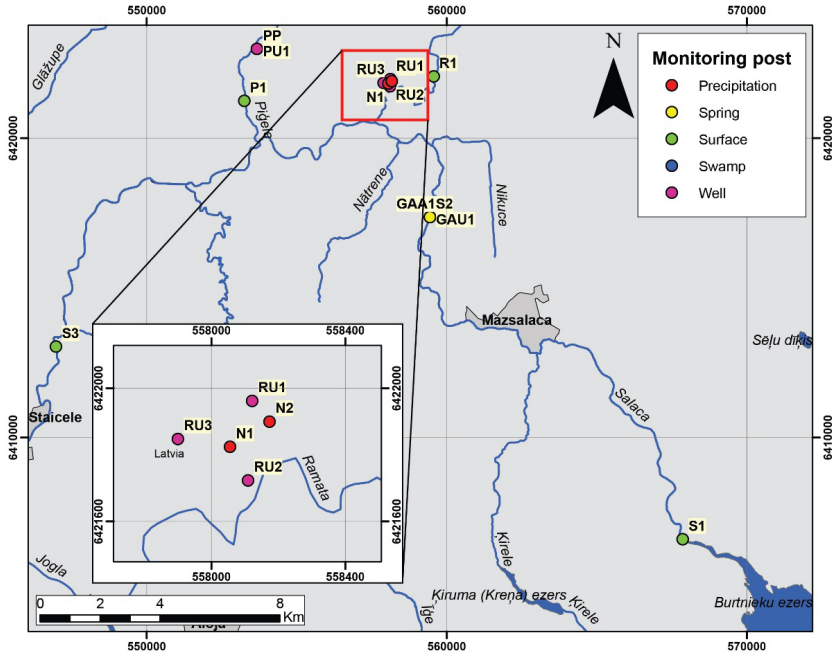 550000
560000
570000
PP
PU1
Glāžupe
RU3
RU1
R1
N1
RU2
P1
Piģele
N
Monitoring post
Precipitation
Spring
Surface
Swamp
Well
6420000
6420000
Nātrene
Nikuce
GAA1S2
GAU1
S3
Mazsalaca
Sēļu dīķis
Staicele
558000
558400
6422000
6422000
RU1
N2
RU3
N1
Latvia
RU2
Ramata
6421600
6421600
558000
558400
6410000
6410000
Salaca
S1
Ķirele
Jogla
Ķiruma (Kreņa) ezers
Ķirele
Burtnieku ezers
Īģe
0 2 4 8
Km
550000
560000
570000